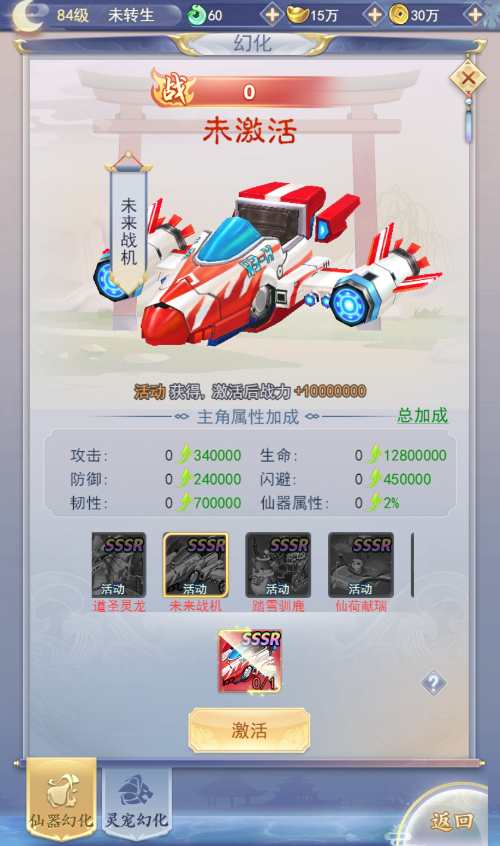 84级 未转生 60 15万 30万
幻化
战 0
未激活
未来战机
活动 获得, 激活后战力 +10000000
主角属性加成 总加成
攻击: 0 340000 生命: 0 12800000
防御: 0 240000 闪避: 0 450000
韧性: 0 700000 仙器属性: 0 2%
SSSR SSSR SSSR SSSR
活动 活动 活动 活动
道圣灵龙 未来战机 踏雪驯鹿 仙荷献瑞
SSSR
0/1
?
激活
仙器幻化 灵宠幻化 返回